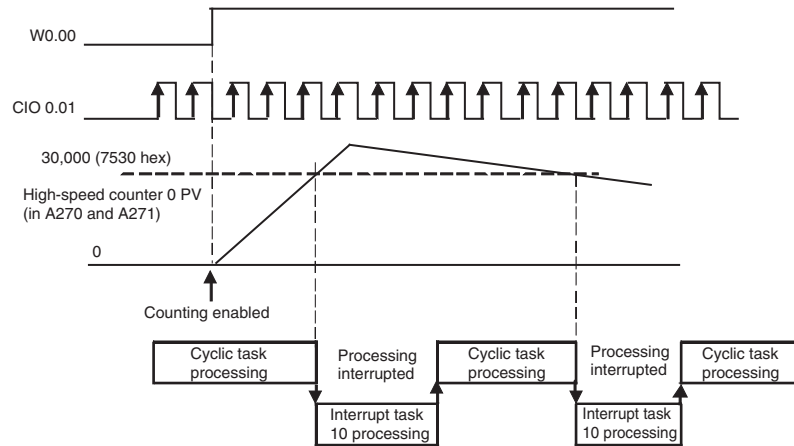 W0.00
CIO 0.01
30,000 (7530 hex)
High-speed counter 0 PV
(in A270 and A271)
0
Counting enabled
Cyclic task
processing
Processing
interrupted
Cyclic task
processing
Processing
interrupted
Cyclic task
processing
Interrupt task
10 processing
Interrupt task
10 processing